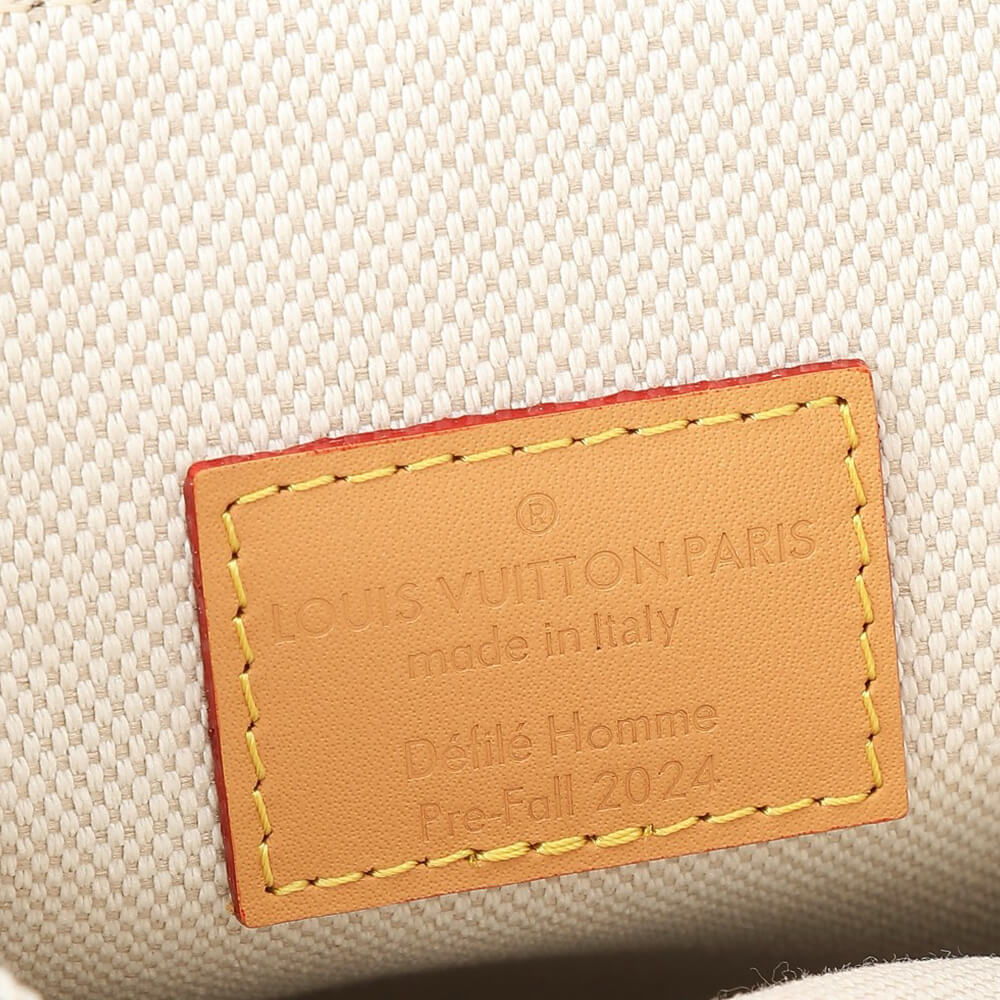 ®
LOUIS VUITTON PARIS
made in Italy
Défilé Homme
Pre-Fall 2024